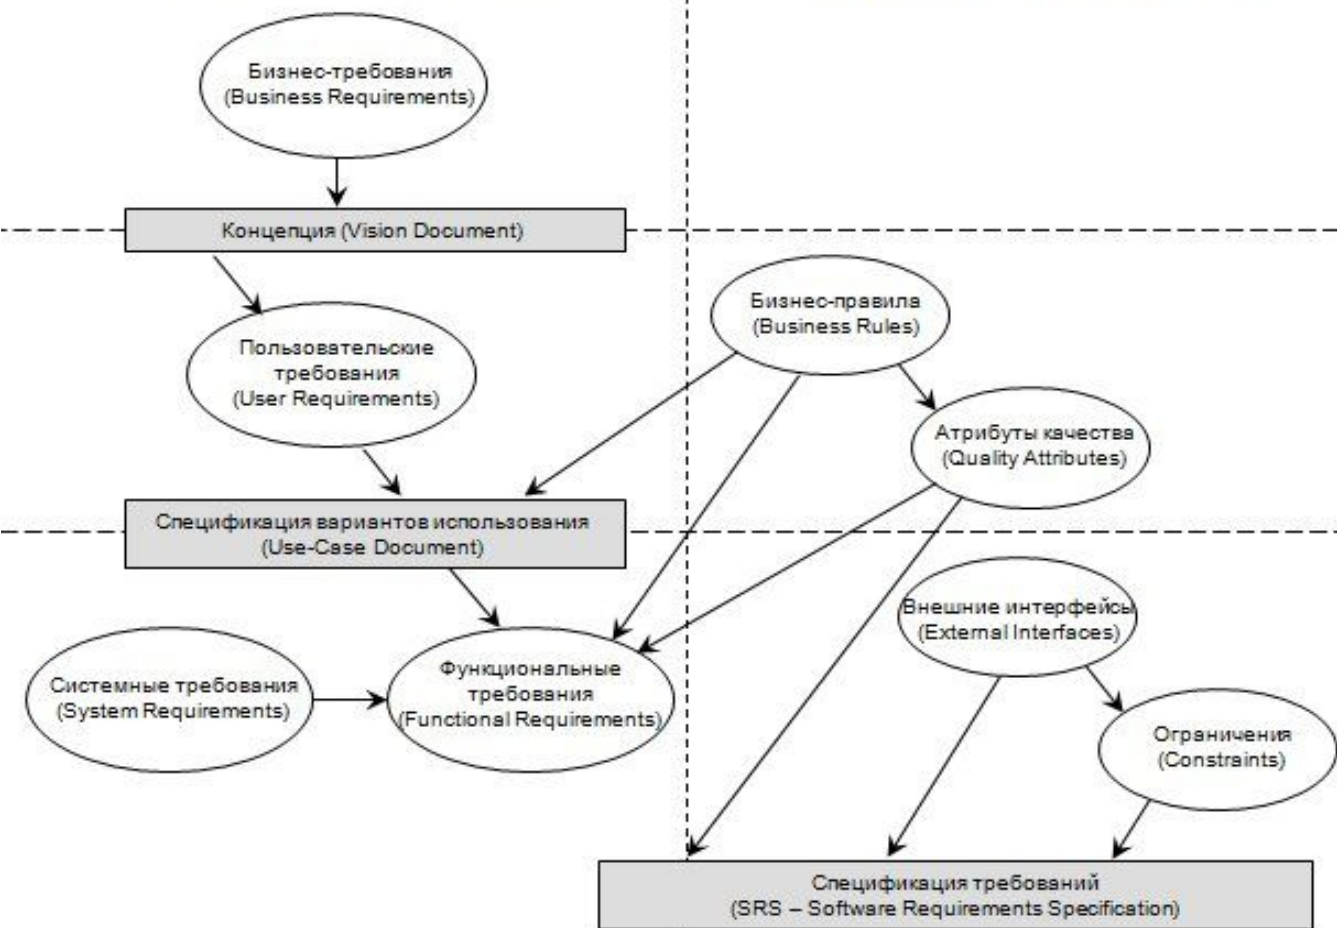 Бизнес-требования
(Business Requirements)
Концепция (Vision Document)
Бизнес-правила
(Business Rules)
Пользовательские
требования
(User Requirements)
Атрибуты качества
(Quality Attributes)
Спецификация вариантов использования
(Use-Case Document)
Внешние интерфейсы
(External Interfaces)
Системные требования
(System Requirements)
Функциональные
требования
(Functional Requirements)
Ограничения
(Constraints)
Спецификация требований
(SRS – Software Requirements Specification)